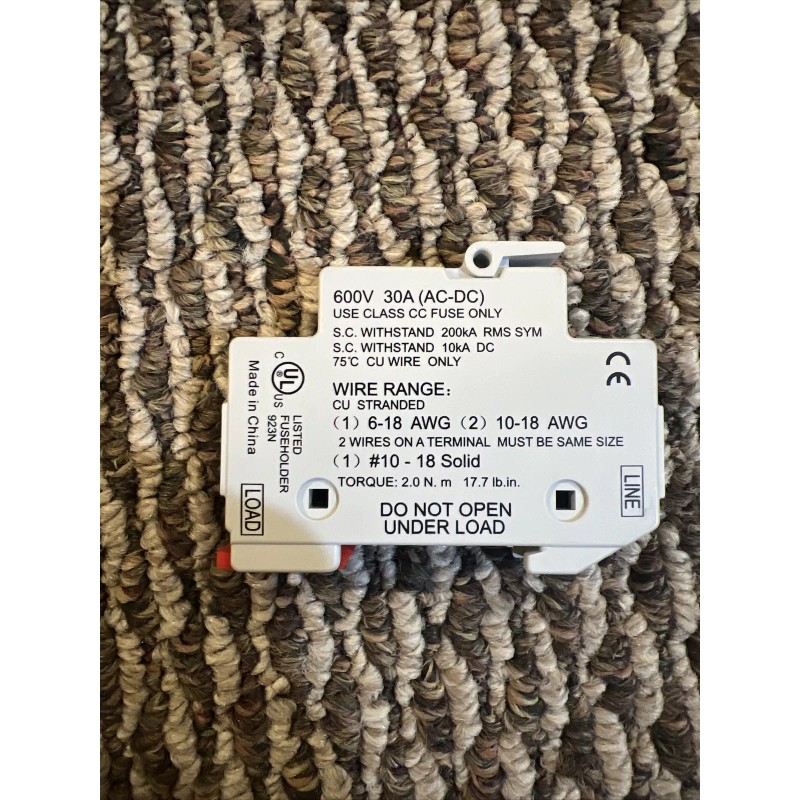 600V 30A (AC-DC)
USE CLASS CC FUSE ONLY
S.C. WITHSTAND 200kA RMS SYM
S.C. WITHSTAND 10kA DC
75℃ CU WIRE ONLY
WIRE RANGE:
CU STRANDED
(1) 6-18 AWG (2) 10-18 AWG
2 WIRES ON A TERMINAL MUST BE SAME SIZE
(1) #10 - 18 Solid
TORQUE: 2.0 N. m 17.7 lb.in.
DO NOT OPEN
UNDER LOAD
C UL US
LISTED
FUSEHOLDER
923N
Made in China
LOAD
CE
LINE